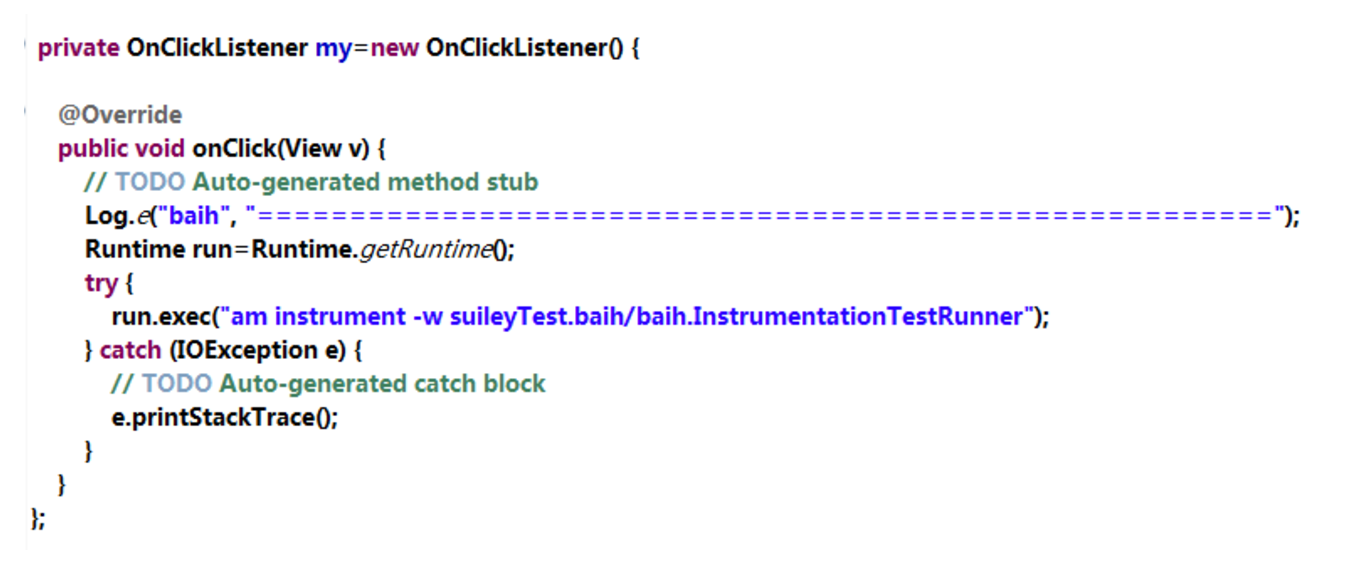 private OnClickListener my=new OnClickListener() {
@Override
public void onClick(View v) {
// TODO Auto-generated method stub
Log.e("baih", "=======================================================");
Runtime run=Runtime.getRuntime();
try {
run.exec("am instrument -w suileyTest.baih/baih.InstrumentationTestRunner");
} catch (IOException e) {
// TODO Auto-generated catch block
e.printStackTrace();
}
}
};